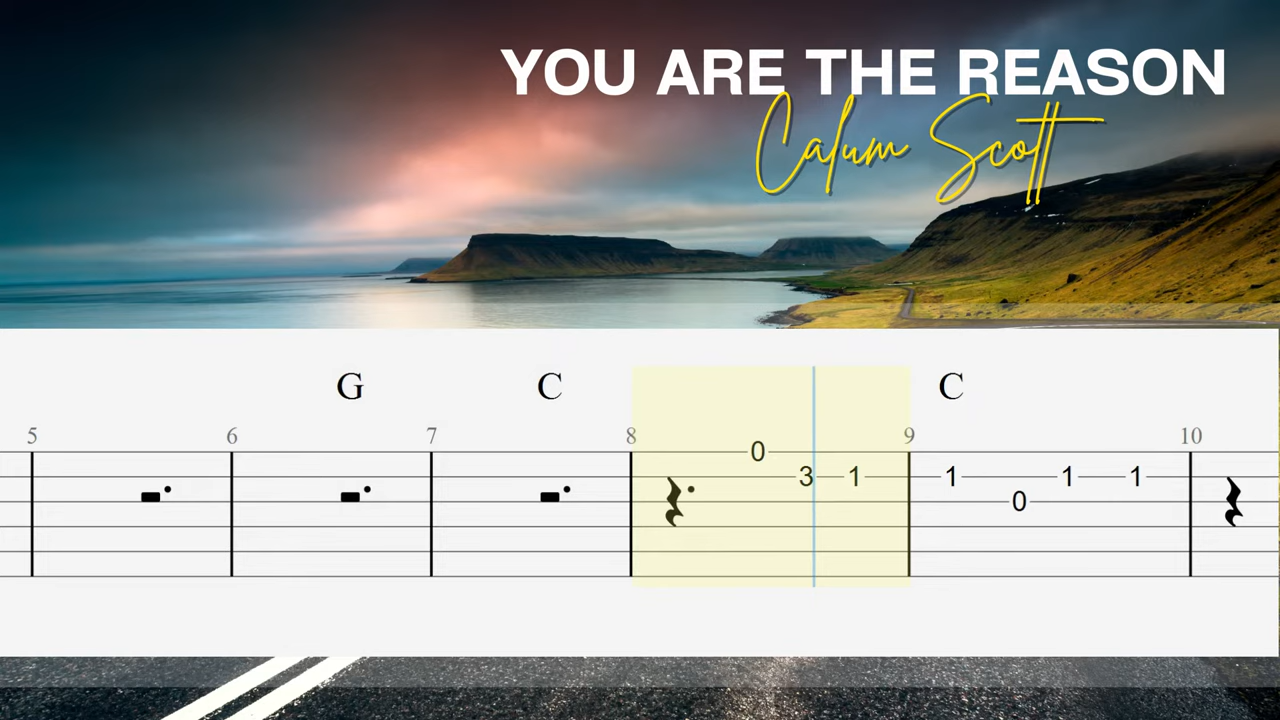 YOU ARE THE REASON
Calum Scott
G C C
5 6 7 8 9 10
0
3 1 1 1 1
0